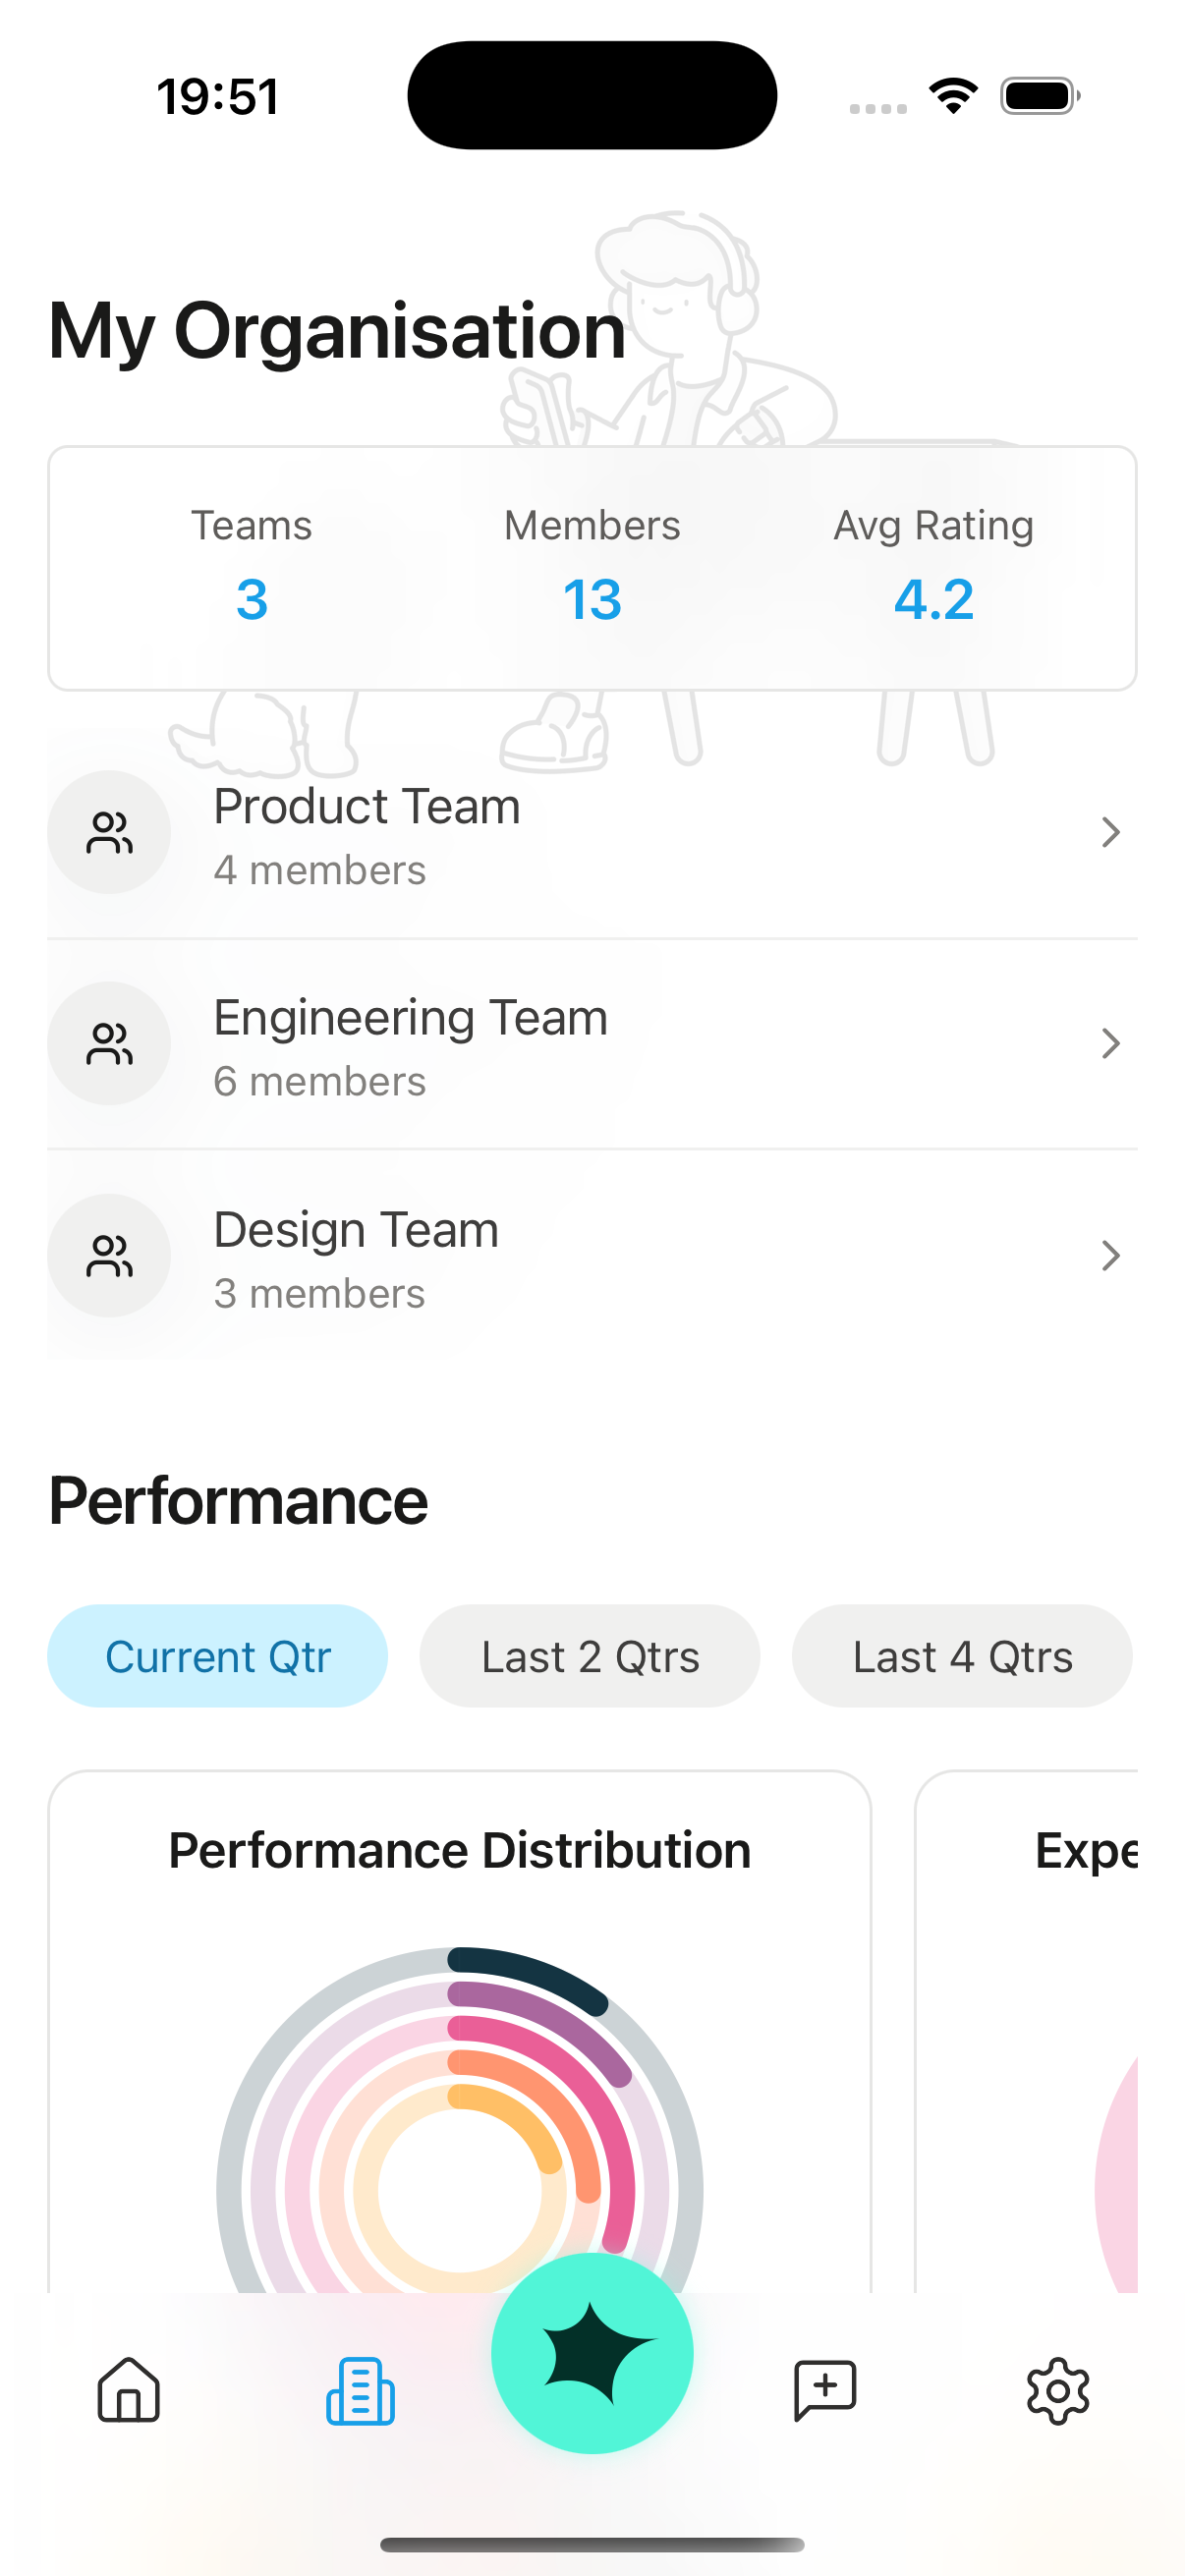 19:51
My Organisation
Teams Members Avg Rating
3 13 4.2
Product Team
4 members
Engineering Team
6 members
Design Team
3 members
Performance
Current Qtr Last 2 Qtrs Last 4 Qtrs
Performance Distribution Expe